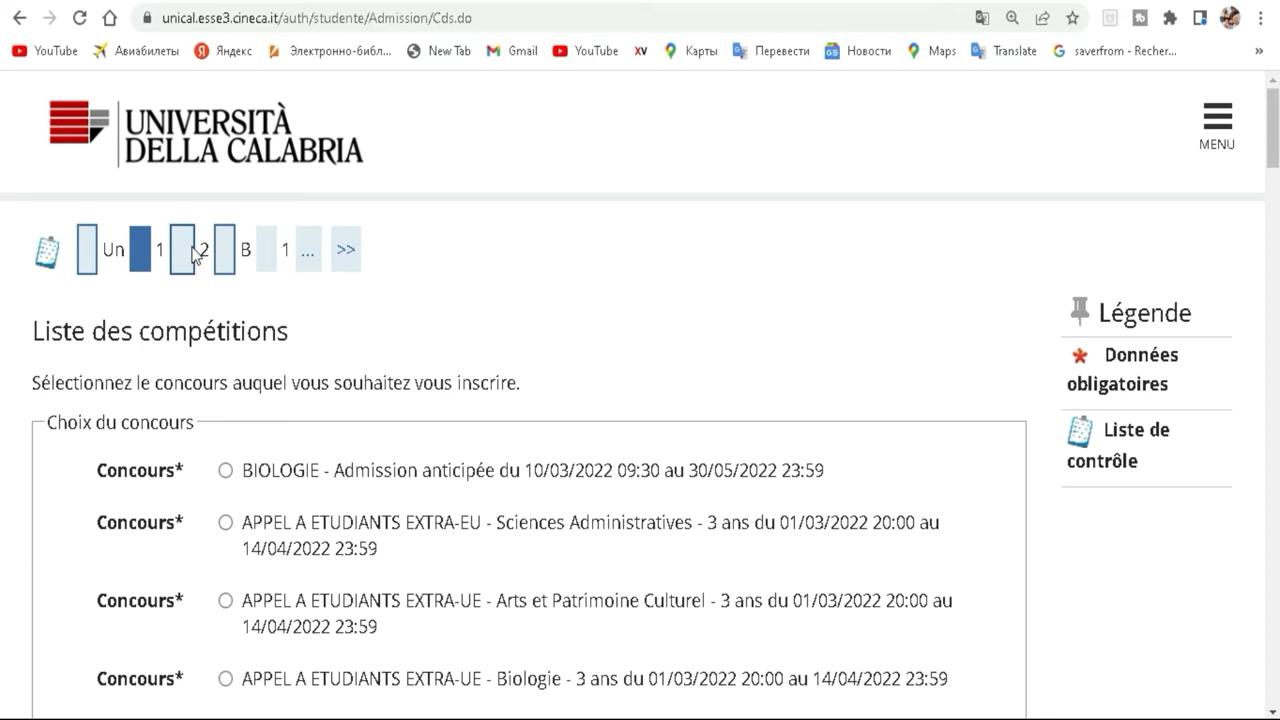 unical.esse3.cineca.it/auth/studente/Admission/Cds.do
YouTube Авиабилеты Яндекс Электронно-библ... New Tab Gmail YouTube XV Карты Перевести Новости Maps Translate saverfrom - Recher... »
UNIVERSITÀ
DELLA CALABRIA
MENU
Un 1 2 B 1 ... >>
Liste des compétitions
Sélectionnez le concours auquel vous souhaitez vous inscrire.
Choix du concours
Concours* BIOLOGIE - Admission anticipée du 10/03/2022 09:30 au 30/05/2022 23:59
Concours* APPEL A ETUDIANTS EXTRA-EU - Sciences Administratives - 3 ans du 01/03/2022 20:00 au
14/04/2022 23:59
Concours* APPEL A ETUDIANTS EXTRA-UE - Arts et Patrimoine Culturel - 3 ans du 01/03/2022 20:00 au
14/04/2022 23:59
Concours* APPEL A ETUDIANTS EXTRA-UE - Biologie - 3 ans du 01/03/2022 20:00 au 14/04/2022 23:59
Légende
* Données
obligatoires
Liste de
contrôle